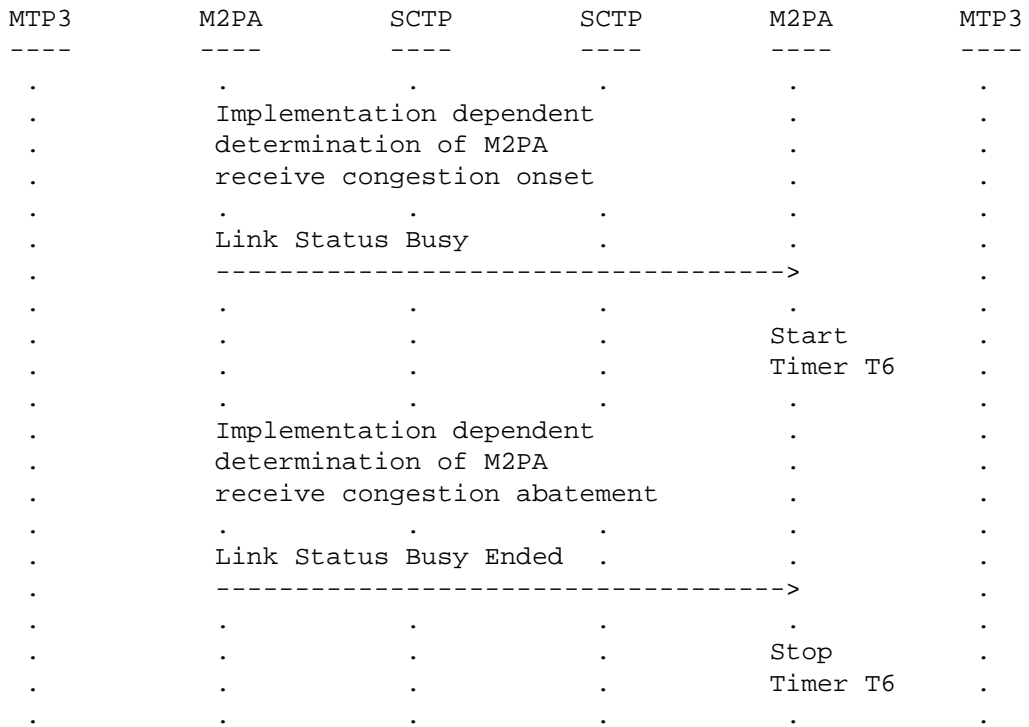 MTP3 M2PA SCTP SCTP M2PA MTP3
---- ---- ---- ---- ---- ----
. . . . . .
. Implementation dependent . .
. determination of M2PA . .
. receive congestion onset . .
. . . . . .
. Link Status Busy . . .
. ------------------------------------> .
. . . . . .
. . . . Start .
. . . . Timer T6 .
. . . . . .
. Implementation dependent . .
. determination of M2PA . .
. receive congestion abatement . .
. . . . . .
. Link Status Busy Ended . . .
. ------------------------------------> .
. . . . . .
. . . . Stop .
. . . . Timer T6 .
. . . . . .